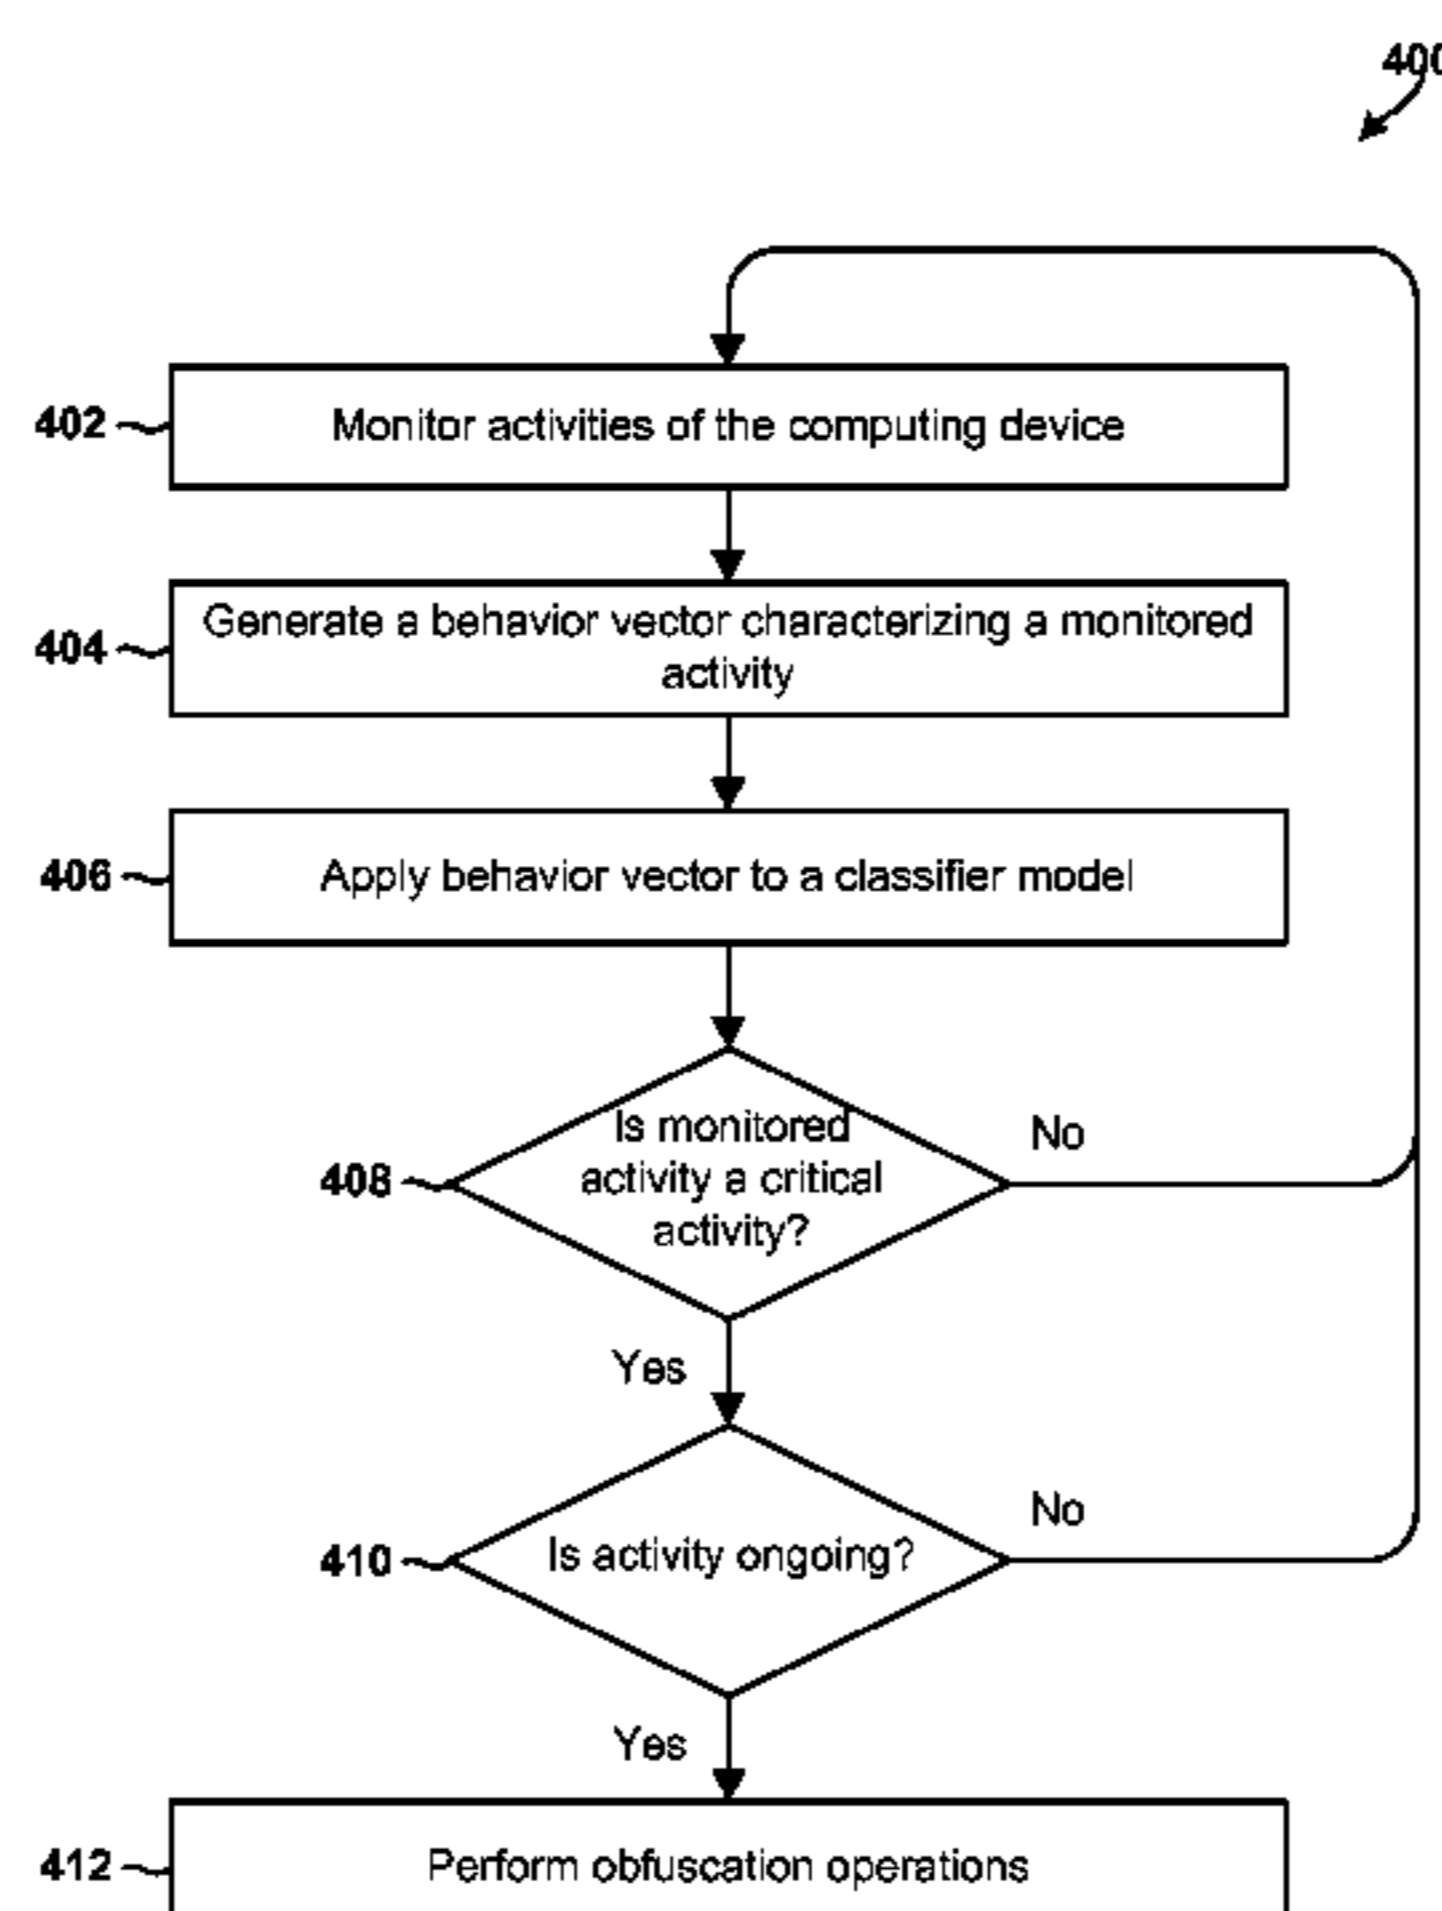 400
402
Monitor activities of the computing device
404
Generate a behavior vector characterizing a monitored
activity
406
Apply behavior vector to a classifier model
408
Is monitored
activity a critical
activity?
No
Yes
410
Is activity ongoing?
No
Yes
412
Perform obfuscation operations